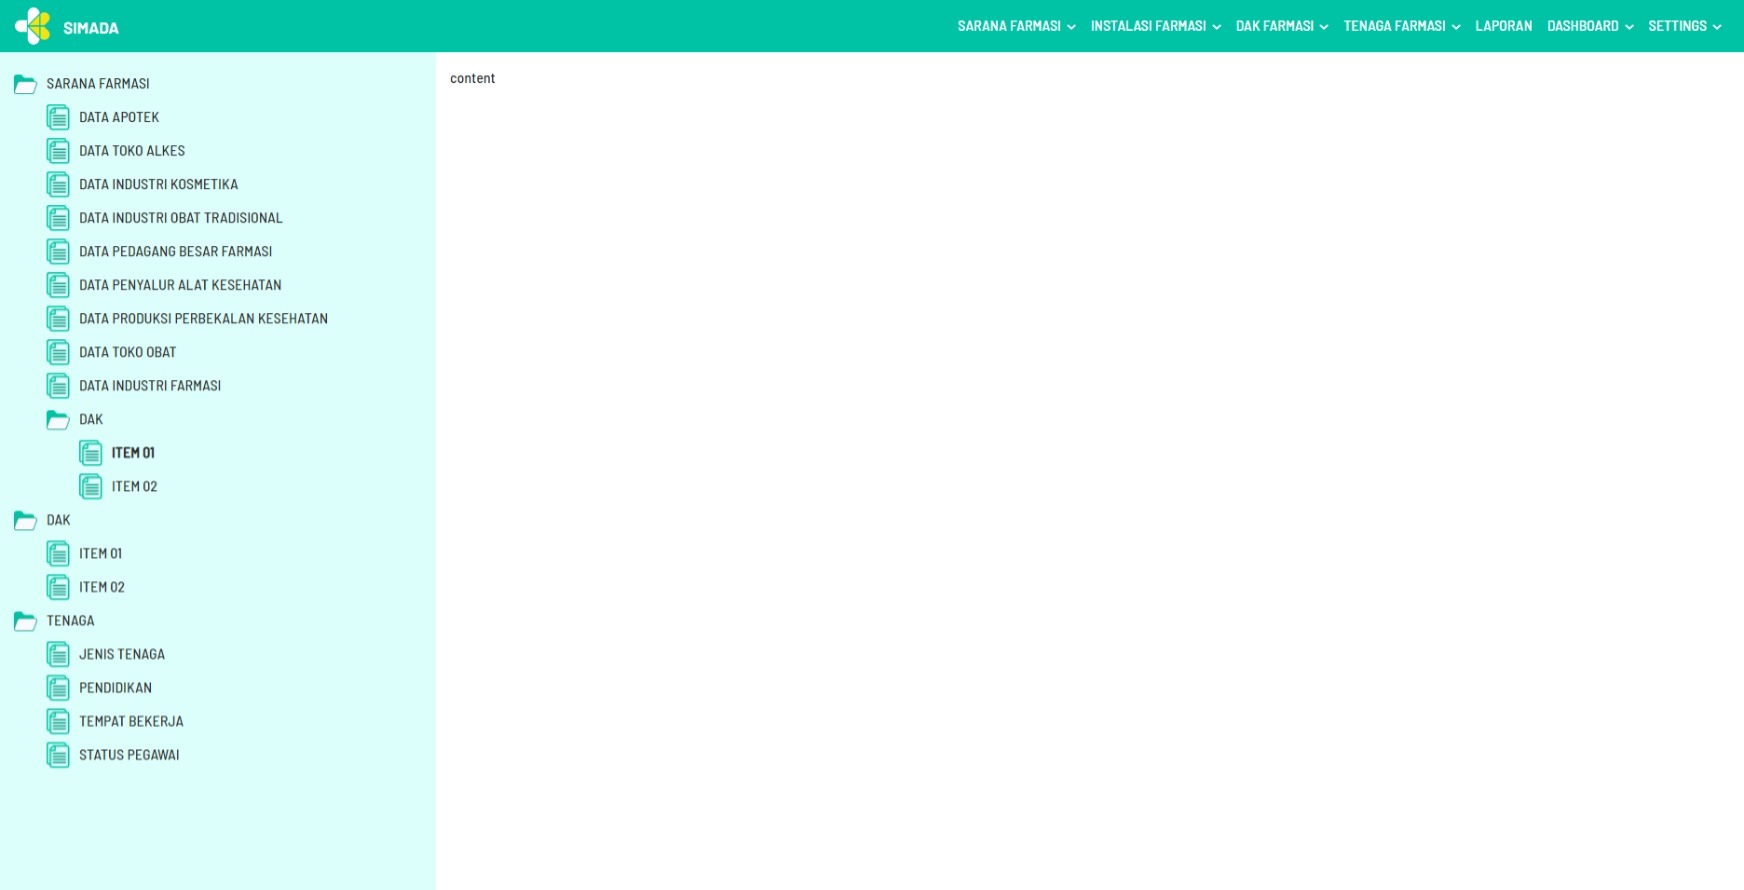 SIMADA
SARANA FARMASI INSTALASI FARMASI DAK FARMASI TENAGA FARMASI LAPORAN DASHBOARD SETTINGS
SARANA FARMASI
DATA APOTEK
DATA TOKO ALKES
DATA INDUSTRI KOSMETIKA
DATA INDUSTRI OBAT TRADISIONAL
DATA PEDAGANG BESAR FARMASI
DATA PENYALUR ALAT KESEHATAN
DATA PRODUKSI PERBEKALAN KESEHATAN
DATA TOKO OBAT
DATA INDUSTRI FARMASI
DAK
ITEM 01
ITEM 02
DAK
ITEM 01
ITEM 02
TENAGA
JENIS TENAGA
PENDIDIKAN
TEMPAT BEKERJA
STATUS PEGAWAI
content